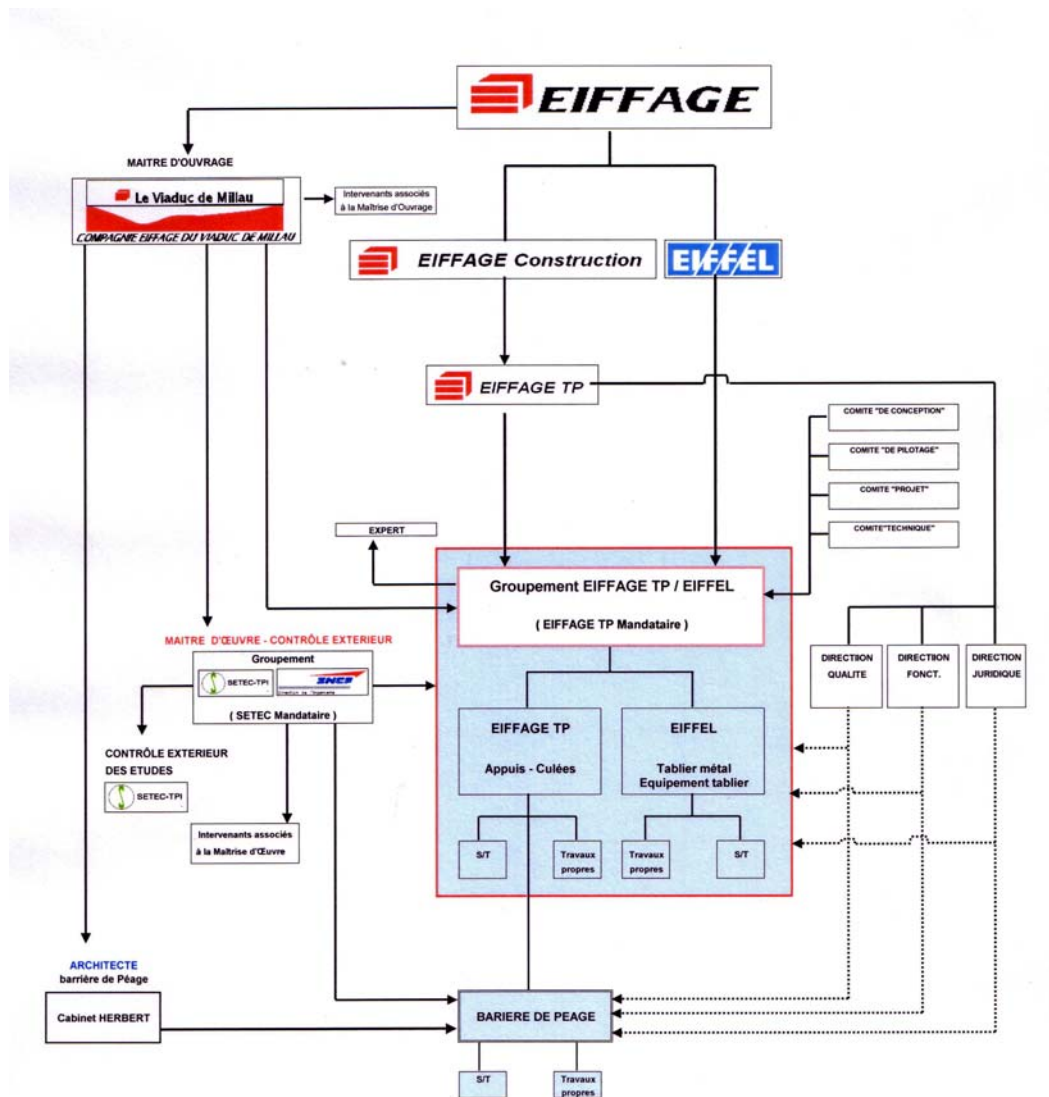 EIFFAGE
MAITRE D'OUVRAGE
Le Viaduc de Millau
COMPAGNIE EIFFAGE DU VIADUC DE MILLAU
Intervenants associés
à la Maîtrise d'Ouvrage
EIFFAGE Construction
EIFFEL
EIFFAGE TP
COMITE "DE CONCEPTION"
COMITE "DE PILOTAGE"
COMITE "PROJET"
COMITE"TECHNIQUE"
EXPERT
Groupement EIFFAGE TP / EIFFEL
( EIFFAGE TP Mandataire )
MAITRE D'ŒUVRE - CONTRÔLE EXTERIEUR
Groupement
SETEC-TPI
SNCF
Direction de l'Ingénierie
( SETEC Mandataire )
DIRECTIION
QUALITE
DIRECTIION
FONCT.
DIRECTION
JURIDIQUE
EIFFAGE TP
Appuis - Culées
EIFFEL
Tablier métal
Equipement tablier
CONTRÔLE EXTERIEUR
DES ETUDES
SETEC-TPI
Intervenants associés
à la Maîtrise d'Œuvre
S/T
Travaux
propres
Travaux
propres
S/T
ARCHITECTE
barrière de Péage
Cabinet HERBERT
BARIERE DE PEAGE
S/T
Travaux
propres